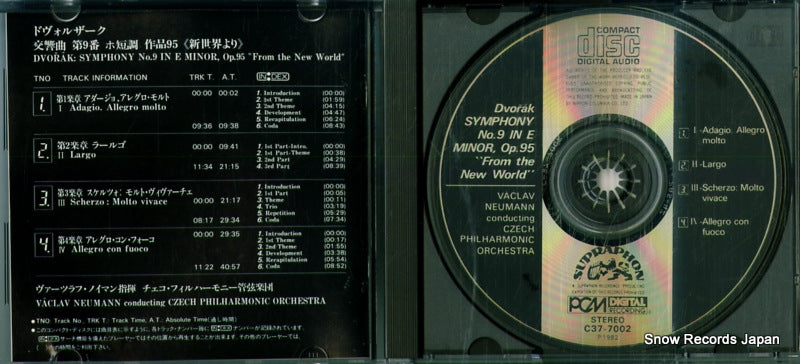 ドヴォルザーク
交響曲 第9番 ホ短調 作品95《新世界より》
DVOŘÁK: SYMPHONY No.9 IN E MINOR, Op.95 "From the New World"
TNO TRACK INFORMATION TRK T. A.T. INDEX
1. 第1楽章 アダージョ、アレグロ・モルト 00:00 00:02
I Adagio. Allegro molto
09:36 09:38
1. Introduction (00:00)
2. 1st Theme (01:59)
3. 2nd Theme (04:15)
4. Development (04:47)
5. Recapitulation (06:24)
6. Coda (08:43)
2. 第2楽章 ラールゴ 00:00 09:41
II Largo
11:34 21:15
1. 1st Part-Intro. (00:00)
2. 1st Part-Theme (00:38)
3. 2nd Part (04:29)
4. 3rd Part (08:39)
3. 第3楽章 スケルツォ:モルト・ヴィヴァーチェ 00:00 21:17
III Scherzo: Molto vivace
08:17 29:34
1. Introduction (00:00)
2. 1st Part (00:05)
3. Theme (00:11)
4. Trio (03:19)
5. Repetition (05:29)
6. Coda (07:34)
4. 第4楽章 アレグロ・コン・フォーコ 00:00 29:35
IV Allegro con fuoco
11:22 40:57
1. Introduction (00:00)
2. 1st Theme (00:17)
3. 2nd Theme (01:55)
4. Development (03:38)
5. Recapitulation (05:54)
6. Coda (08:52)
ヴァーツラフ・ノイマン指揮 チェコ・フィルハーモニー管弦楽団
VÁCLAV NEUMANN conducting CZECH PHILHARMONIC ORCHESTRA
● TNO Track No. TRK T.: Track Time, A.T.: Absolute Time(通し時間)
COMPACT
disc
DIGITAL AUDIO
Dvořák
SYMPHONY
No.9 IN E
MINOR, Op.95
"From the
New World"
VÁCLAV
NEUMANN
conducting
CZECH
PHILHARMONIC
ORCHESTRA
1 I-Adagio. Allegro
molto
2 II-Largo
3 III-Scherzo: Molto
vivace
4 IV-Allegro con
fuoco
SUPRAPHON
PCM DIGITAL
RECORDING
STEREO
C37-7002
P 1982
Snow Records Japan